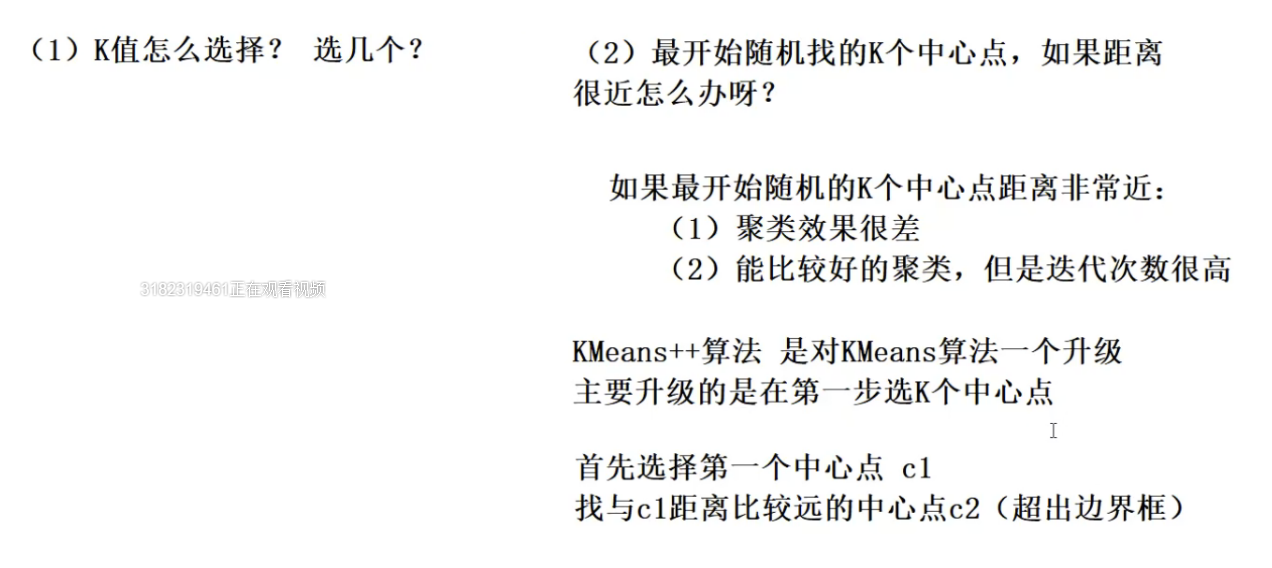 （1）K值怎么选择？ 选几个？
（2）最开始随机找的K个中心点，如果距离
很近怎么办呀？
如果最开始随机的K个中心点距离非常近：
（1）聚类效果很差
（2）能比较好的聚类，但是迭代次数很高
3182319461正在观看视频
KMeans++算法 是对KMeans算法一个升级
主要升级的是在第一步选K个中心点
首先选择第一个中心点 c1
找与c1距离比较远的中心点c2（超出边界框）